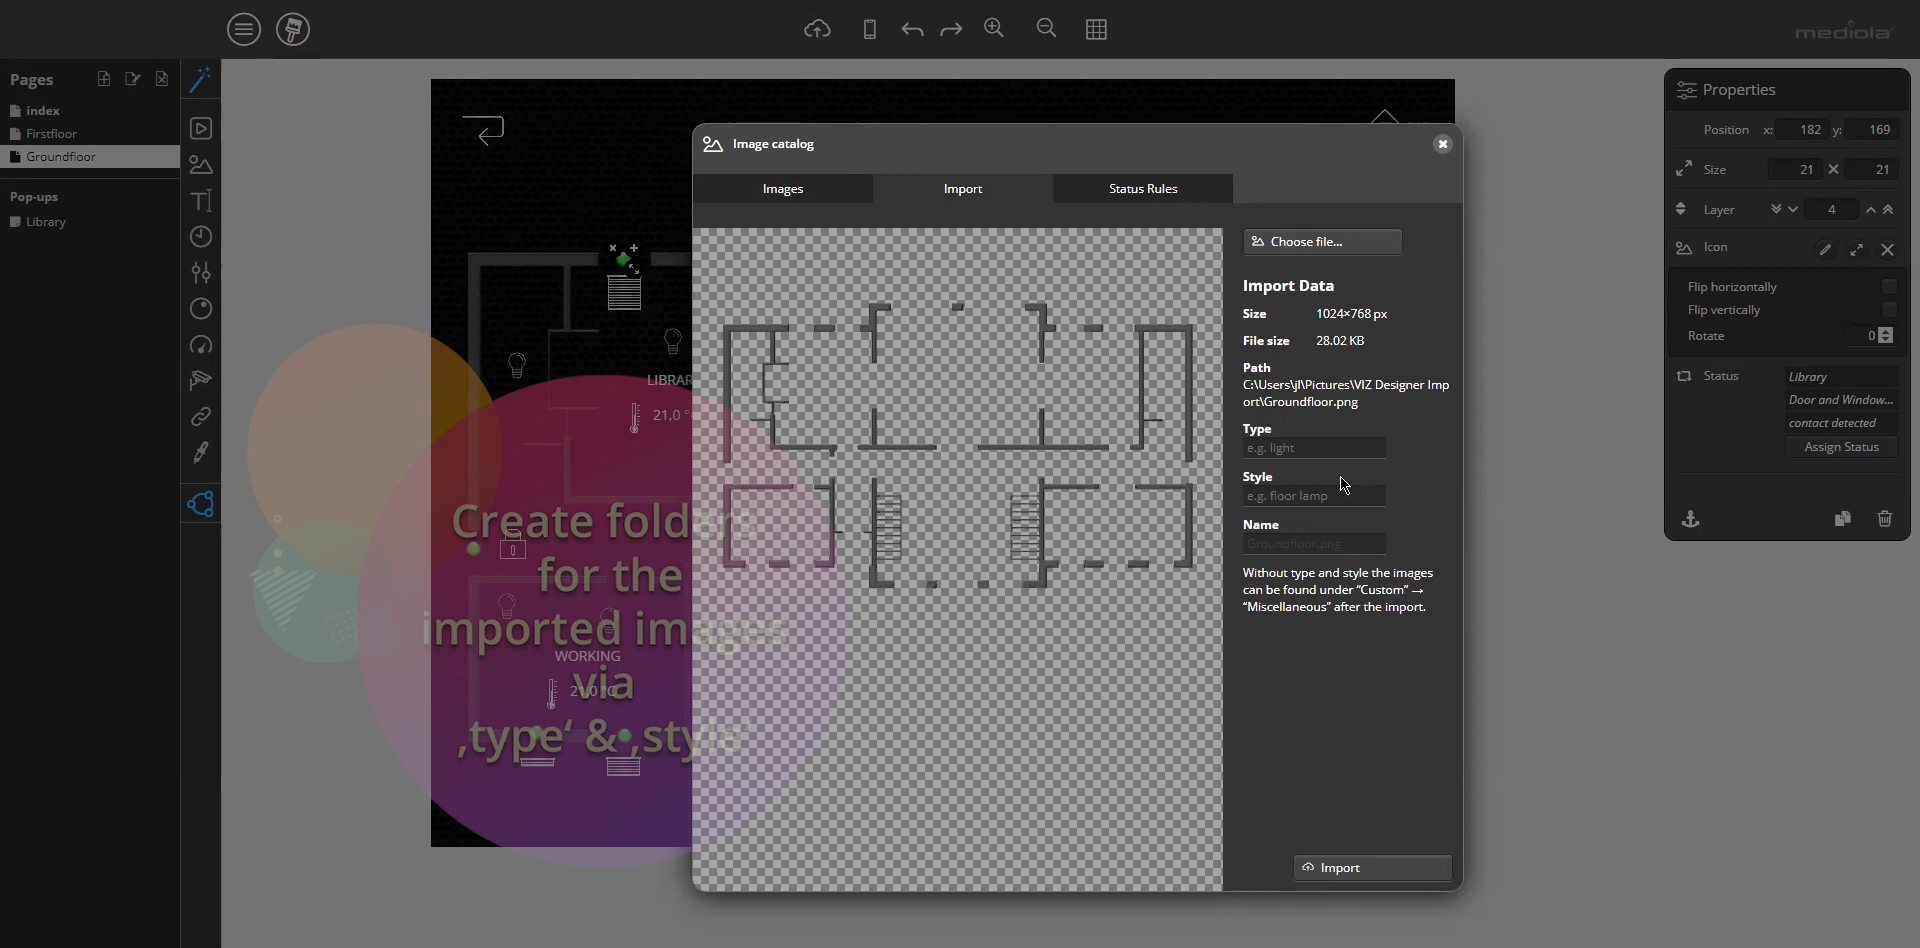 mediola
Pages
index
Firstfloor
Groundfloor
Pop-ups
Library
LIBRAR
21,0 °
Create folders
for the
imported images
via
‚type‘ & ‚style‘
WORKING
21,0 °C
Image catalog
Images
Import
Status Rules
Choose file...
Import Data
Size 1024×768 px
File size 28.02 KB
Path
C:\Users\jl\Pictures\VIZ Designer Imp
ort\Groundfloor.png
Type
e.g. light
Style
e.g. floor lamp
Name
Groundfloor.png
Without type and style the images
can be found under “Custom” →
“Miscellaneous” after the import.
Import
Properties
Position x: 182 y: 169
Size 21 × 21
Layer 4
Icon
Flip horizontally
Flip vertically
Rotate 0
Status Library
Door and Window...
contact detected
Assign Status